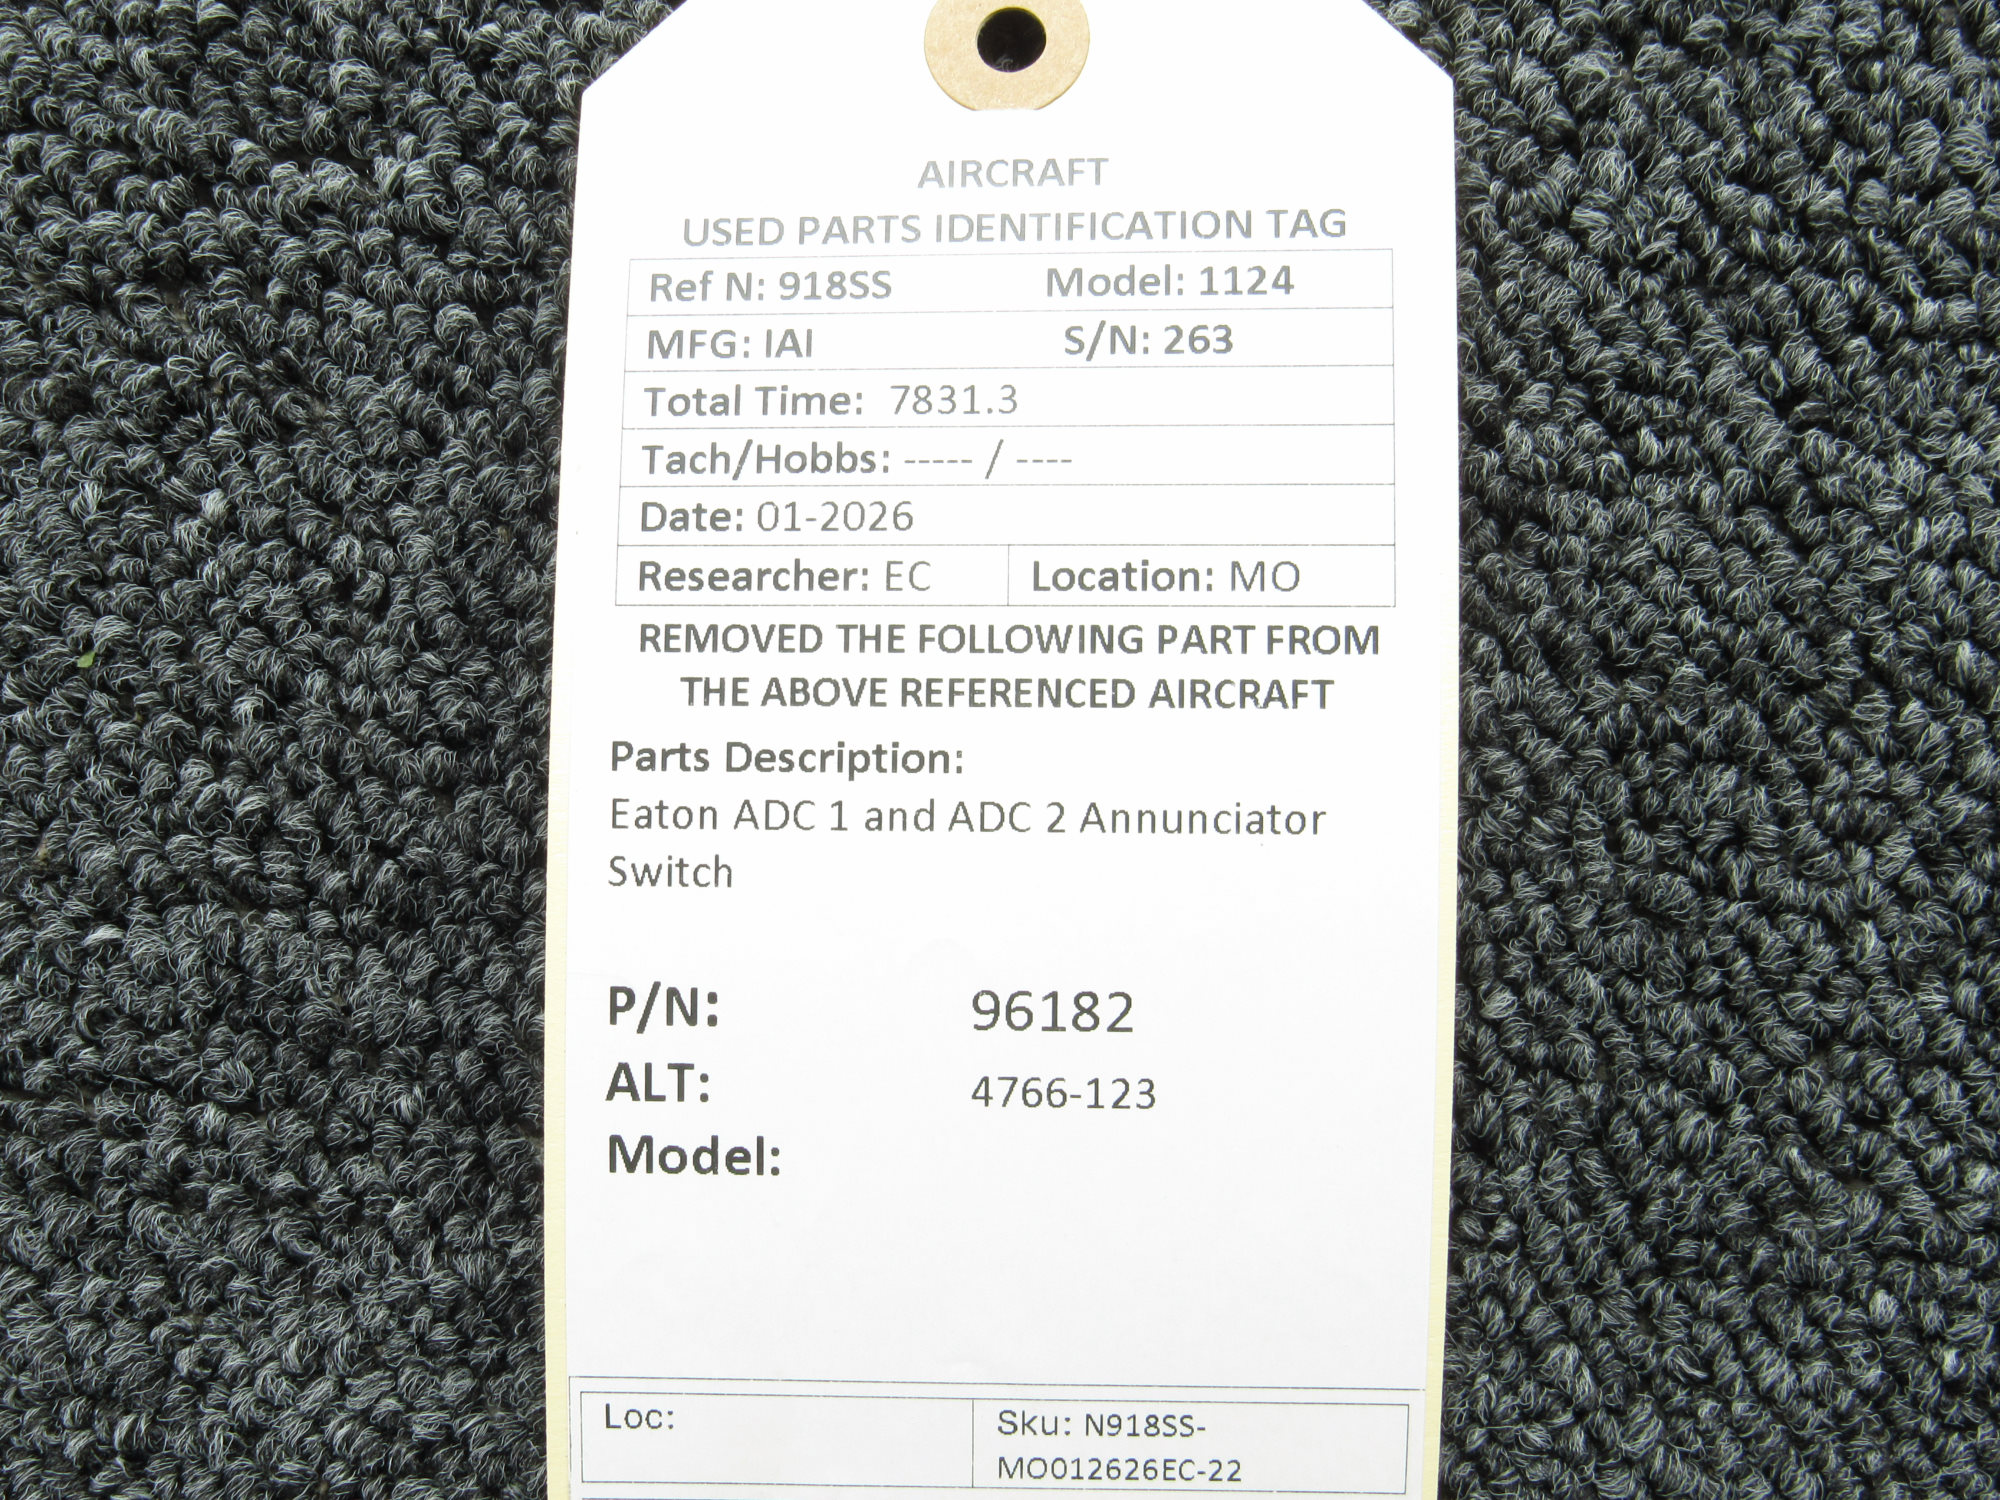 AIRCRAFT
USED PARTS IDENTIFICATION TAG
Ref N: 918SS Model: 1124
MFG: IAI S/N: 263
Total Time: 7831.3
Tach/Hobbs: ----- / ----
Date: 01-2026
Researcher: EC Location: MO
REMOVED THE FOLLOWING PART FROM
THE ABOVE REFERENCED AIRCRAFT
Parts Description:
Eaton ADC 1 and ADC 2 Annunciator
Switch
P/N: 96182
ALT: 4766-123
Model:
Loc:
Sku: N918SS-
MO012626EC-22